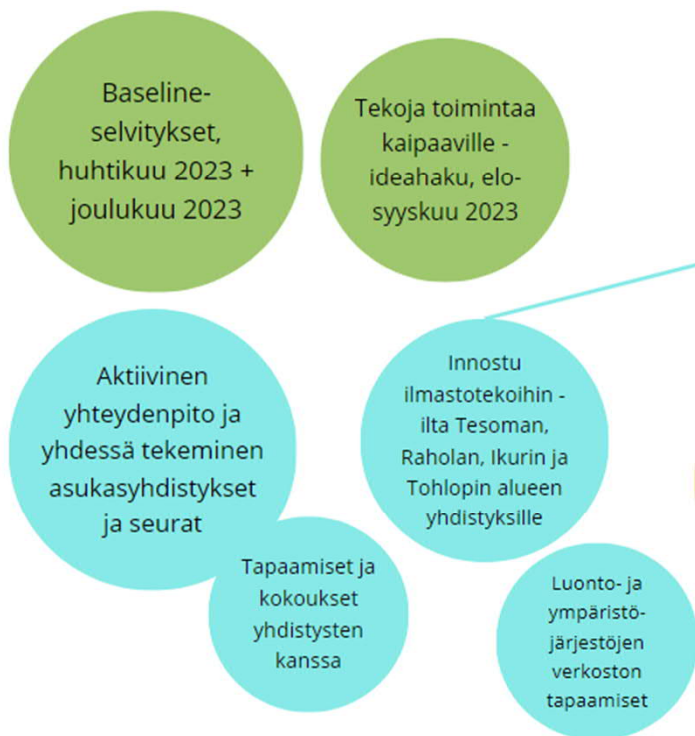 Baseline-
selvitykset,
huhtikuu 2023 +
joulukuu 2023
Tekoja toimintaa
kaipaaville -
ideahaku, elo-
syyskuu 2023
Aktiivinen
yhteydenpito ja
yhdessä tekeminen
asukasyhdistykset
ja seurat
Innostu
ilmastotekoihin -
ilta Tesoman,
Raholan, Ikurin ja
Tohlopin alueen
yhdistyksille
Tapaamiset ja
kokoukset
yhdistysten
kanssa
Luonto- ja
ympäristö-
järjestöjen
verkoston
tapaamiset